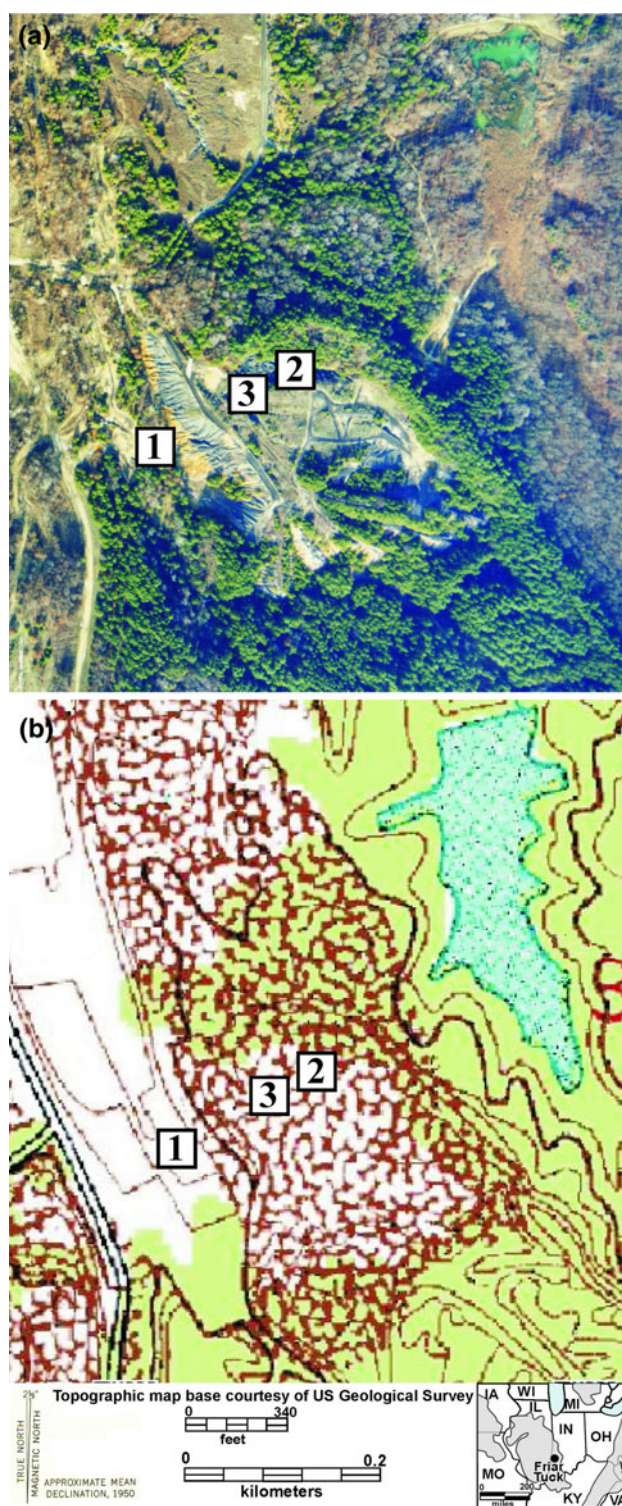 (a)
2
3
1
(b)
2
3
1
Topographic map base courtesy of US Geological Survey
0 340
feet
0 0.2
kilometers
TRUE NORTH
MAGNETIC NORTH
APPROXIMATE MEAN
DECLINATION, 1950
IA WI MI
IL IN OH
MO Friar
Tuck
0 200
miles
KY